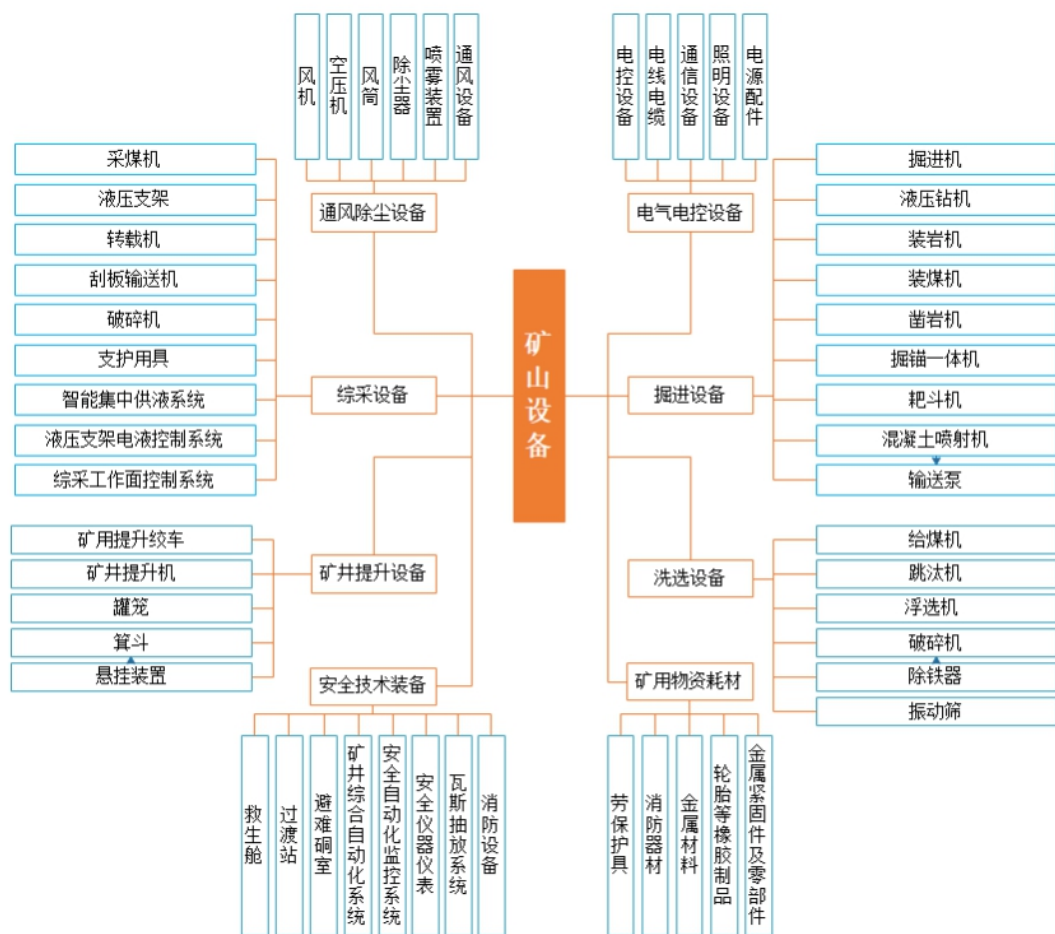 风机
空压机
风筒
除尘器
喷雾装置
通风设备
通风除尘设备
电控设备
电线电缆
通信设备
照明设备
电源配件
电气电控设备
矿山设备
采煤机
液压支架
转载机
刮板输送机
破碎机
支护用具
智能集中供液系统
液压支架电液控制系统
综采工作面控制系统
综采设备
掘进设备
掘进机
液压钻机
装岩机
装煤机
凿岩机
掘锚一体机
耙斗机
混凝土喷射机
输送泵
矿用提升绞车
矿井提升机
罐笼
箕斗
悬挂装置
矿井提升设备
洗选设备
给煤机
跳汰机
浮选机
破碎机
除铁器
振动筛
安全技术装备
救生舱
过渡站
避难硐室
矿井综合自动化系统
安全自动化监控系统
安全仪器仪表
瓦斯抽放系统
消防设备
矿用物资耗材
劳保护具
消防器材
金属材料
轮胎等橡胶制品
金属紧固件及零部件